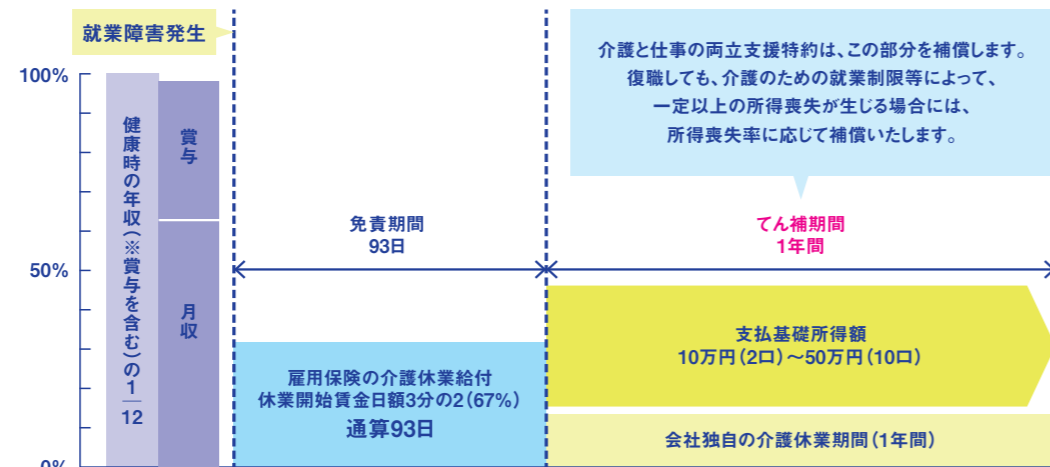 就業障害発生
介護と仕事の両立支援特約は、この部分を補償します。
復職しても、介護のための就業制限等によって、
一定以上の所得喪失が生じる場合には、
所得喪失率に応じて補償いたします。
100%
50%
0%
健康時の年収(※賞与を含む)の1/12
賞与
月収
免責期間
93日
てん補期間
1年間
雇用保険の介護休業給付
休業開始賃金日額3分の2(67%)
通算93日
支払基礎所得額
10万円(2口)~50万円(10口)
会社独自の介護休業期間(1年間)